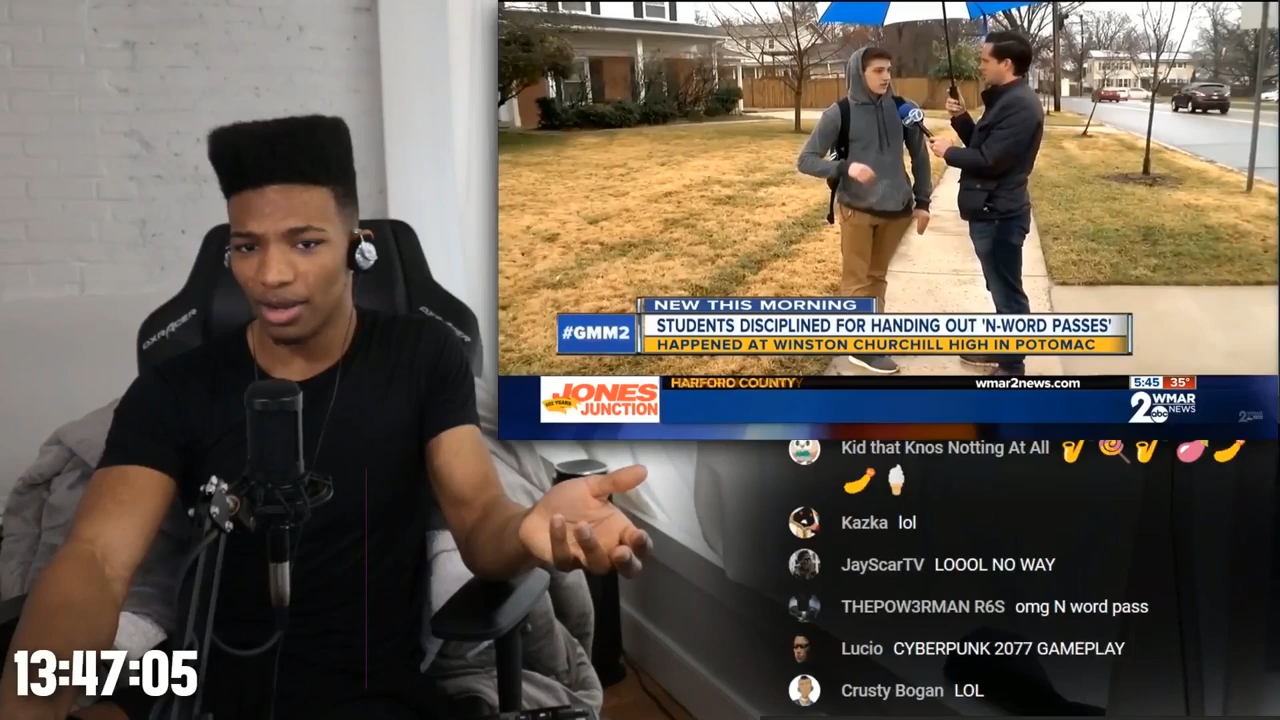 NEW THIS MORNING
#GMM2
STUDENTS DISCIPLINED FOR HANDING OUT 'N-WORD PASSES'
HAPPENED AT WINSTON CHURCHILL HIGH IN POTOMAC
JONES
JUNCTION
HARFORD COUNTY
wmar2news.com
5:45 35°
2 WMAR
abc NEWS
Kid that Knos Notting At All
Kazka lol
JayScarTV LOOOL NO WAY
THEPOW3RMAN R6S omg N word pass
Lucio CYBERPUNK 2077 GAMEPLAY
Crusty Bogan LOL
OXRACER
13:47:05